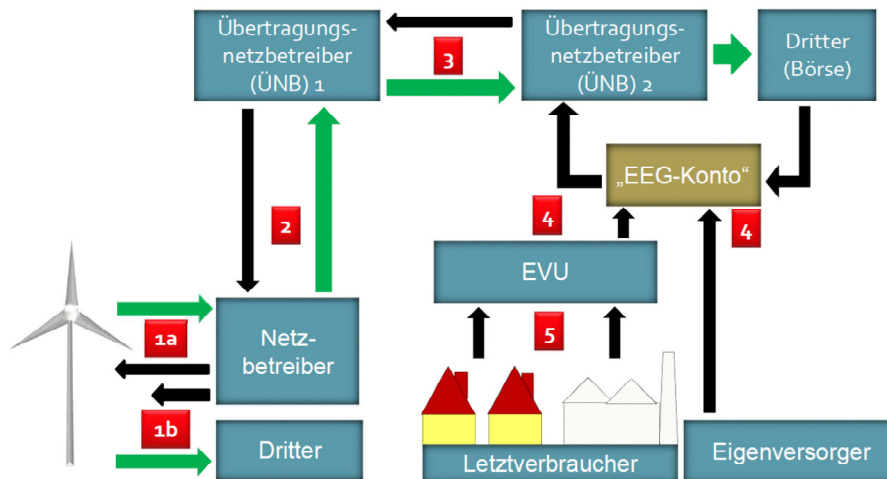 Übertragungs-
netzbetreiber
(ÜNB) 1
3
Übertragungs-
netzbetreiber
(ÜNB) 2
Dritter
(Börse)
„EEG-Konto“
2
4
4
EVU
1a
Netz-
betreiber
5
1b
Dritter
Letztverbraucher
Eigenversorger